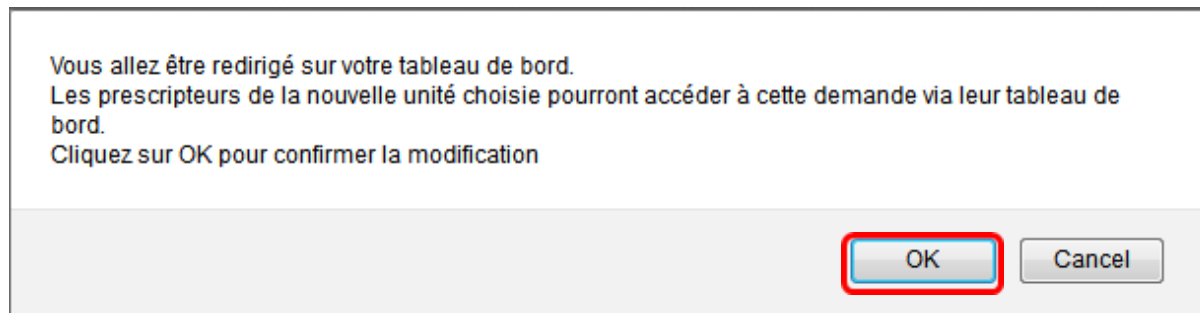 Vous allez être redirigé sur votre tableau de bord.
Les prescripteurs de la nouvelle unité choisie pourront accéder à cette demande via leur tableau de
bord.
Cliquez sur OK pour confirmer la modification
OK
Cancel